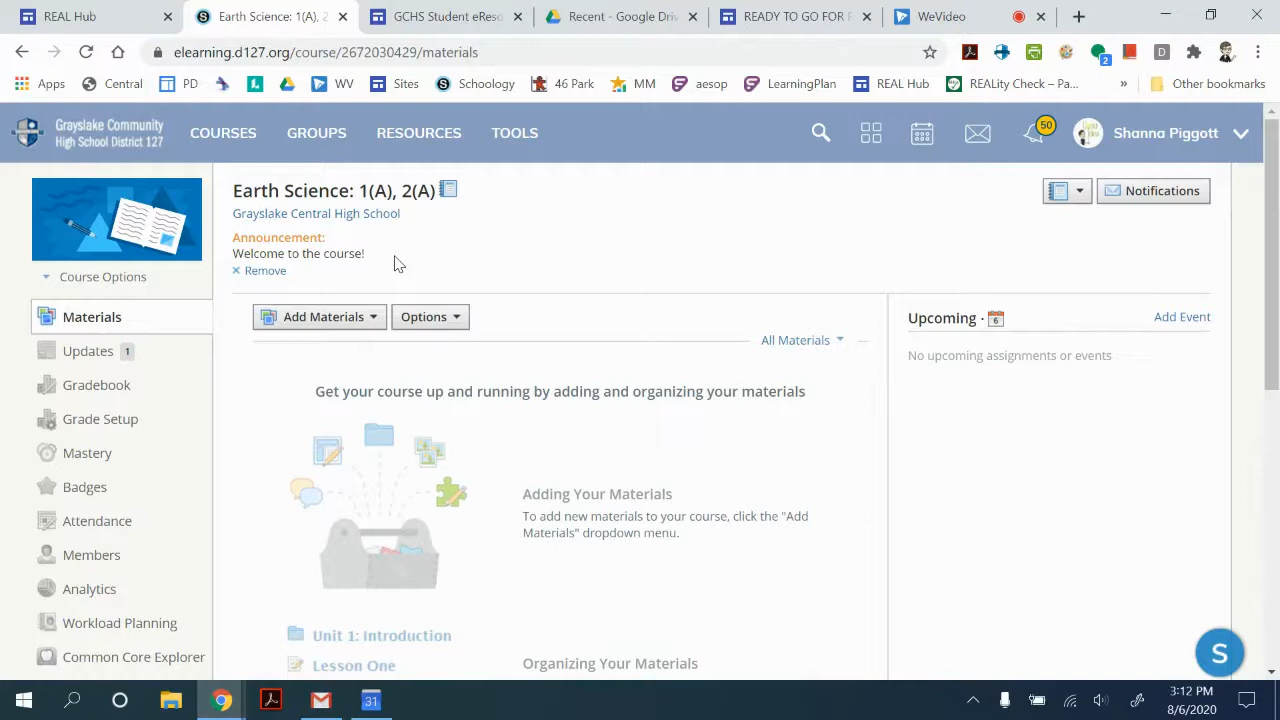 REAL Hub
Earth Science: 1(A), 2(A)
GCHS Student eReso
Recent - Google Dri
READY TO GO FOR F
WeVideo
elearning.d127.org/course/2672030429/materials
2
Apps
Central
PD
WV
Sites
Schoology
46 Park
MM
aesop
LearningPlan
REAL Hub
REALity Check – Pa...
»
Other bookmarks
Grayslake Community
High School District 127
COURSES
GROUPS
RESOURCES
TOOLS
50
Shanna Piggott
Earth Science: 1(A), 2(A)
Grayslake Central High School
Announcement:
Welcome to the course!
× Remove
Notifications
Course Options
Materials
Updates 1
Gradebook
Grade Setup
Mastery
Badges
Attendance
Members
Analytics
Workload Planning
Common Core Explorer
Add Materials
Options
All Materials
Get your course up and running by adding and organizing your materials
Adding Your Materials
To add new materials to your course, click the "Add
Materials" dropdown menu.
Unit 1: Introduction
Lesson One
Organizing Your Materials
Upcoming · 6
Add Event
No upcoming assignments or events
S
31
3:12 PM
8/6/2020